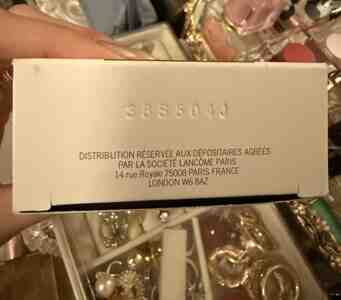 38S604J
DISTRIBUTION RÉSERVÉE AUX DÉPOSITAIRES AGRÉÉS
PAR LA SOCIÉTÉ LANCÔME PARIS
14 rue Royale 75008 PARIS FRANCE
LONDON W6 8AZ